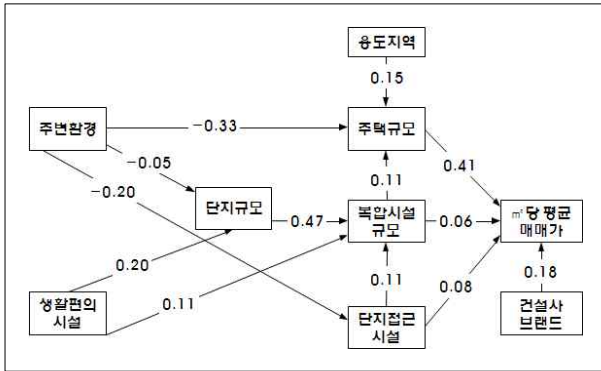 용도지역
0.15
주변환경
-0.33
주택규모
-0.05
0.41
-0.20
0.11
단지규모
0.47
복합시설
규모
0.06
㎡당 평균
매매가
0.20
0.11
0.11
0.08
0.18
생활편의
시설
단지접근
시설
건설사
브랜드